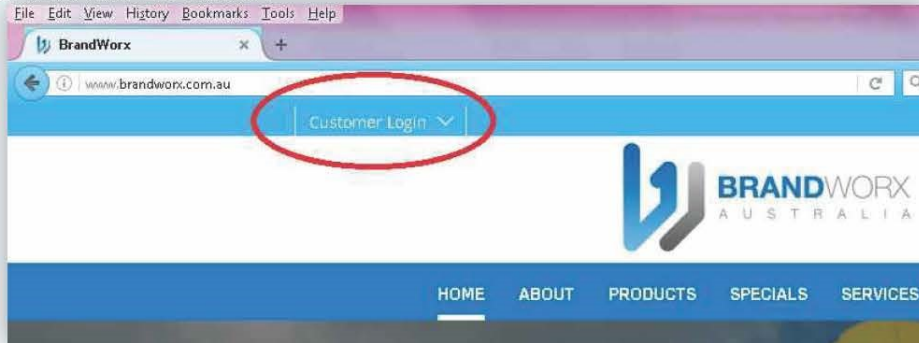 File Edit View History Bookmarks Tools Help
BrandWorx × +
www.brandworx.com.au
Customer Login
BRANDWORX
AUSTRALIA
HOME ABOUT PRODUCTS SPECIALS SERVICES